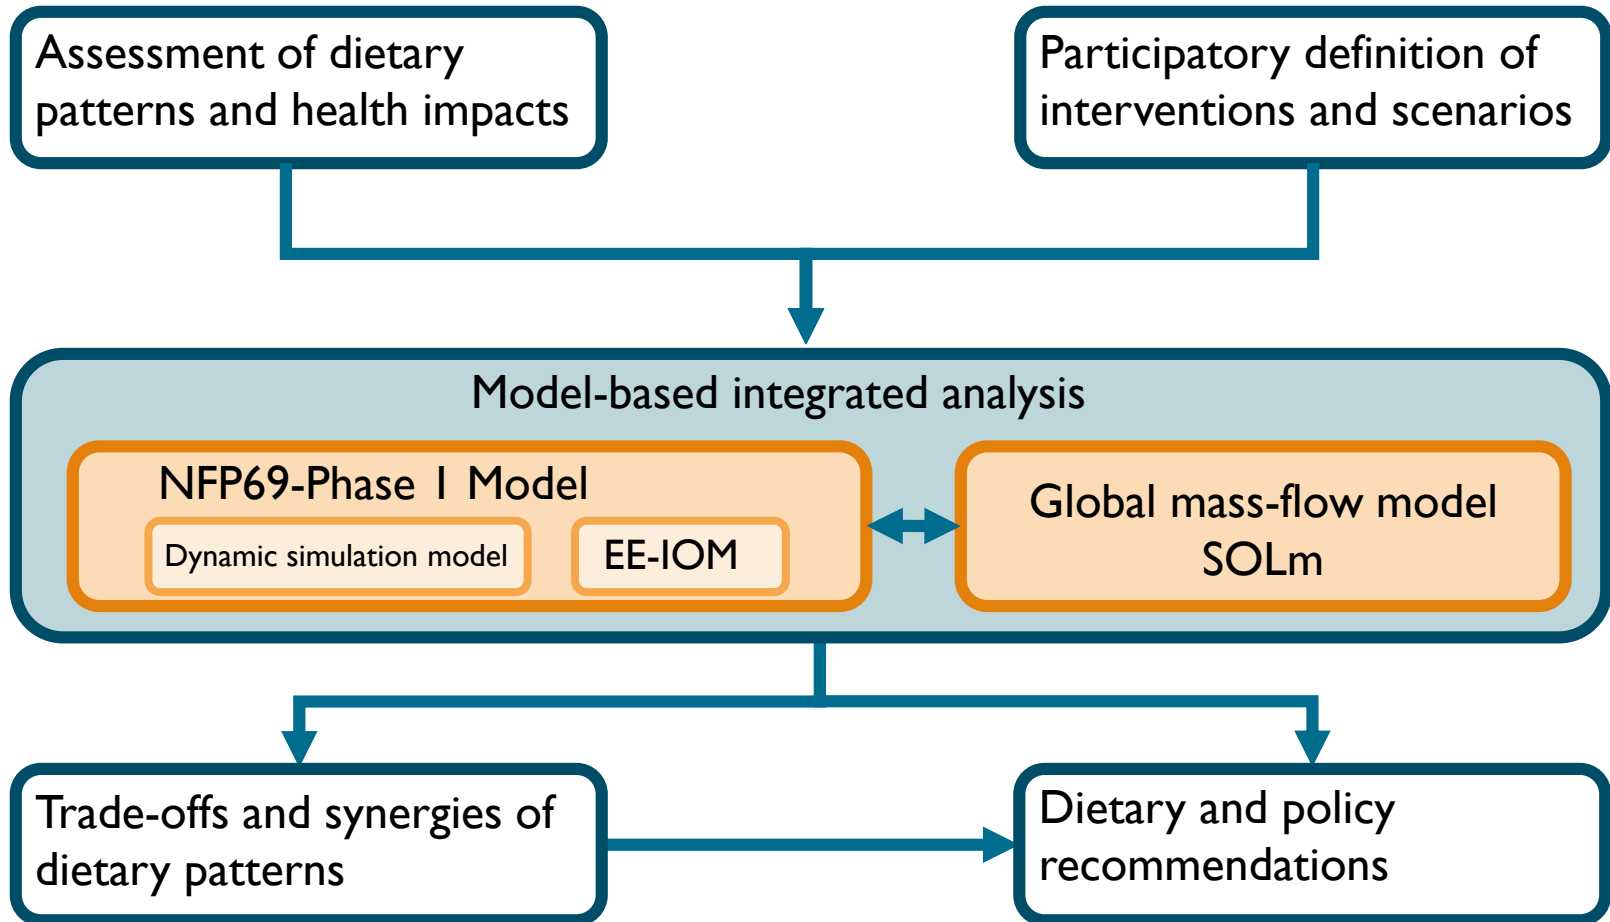 Assessment of dietary
patterns and health impacts
Participatory definition of
interventions and scenarios
Model-based integrated analysis
NFP69-Phase 1 Model
Dynamic simulation model
EE-IOM
Global mass-flow model
SOLm
Trade-offs and synergies of
dietary patterns
Dietary and policy
recommendations